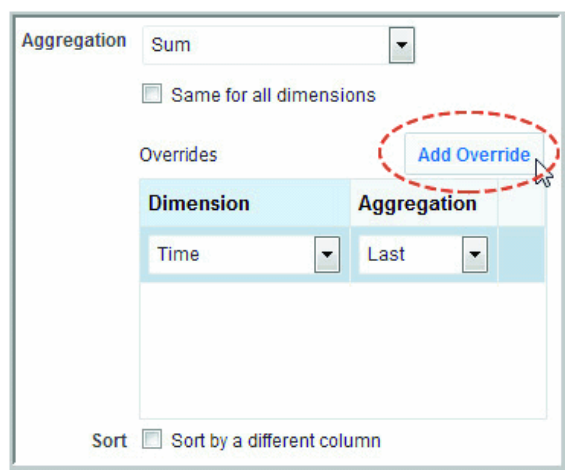 Aggregation Sum
Same for all dimensions
Overrides Add Override
Dimension Aggregation
Time Last
Sort Sort by a different column